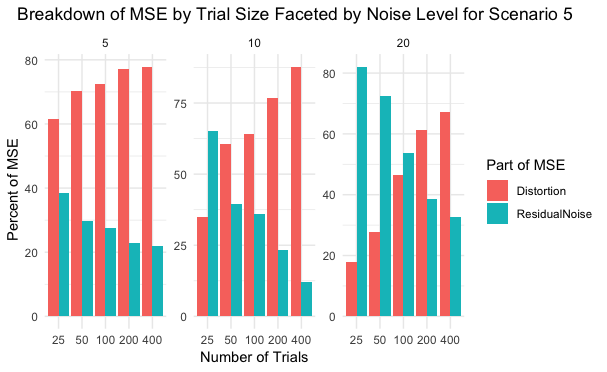 Breakdown of MSE by Trial Size Faceted by Noise Level for Scenario 5
5 10 20
Percent of MSE
80
60
40
20
0
75
50
25
0
80
60
40
20
0
25 50 100 200 400
25 50 100 200 400
25 50 100 200 400
Number of Trials
Part of MSE
Distortion
ResidualNoise